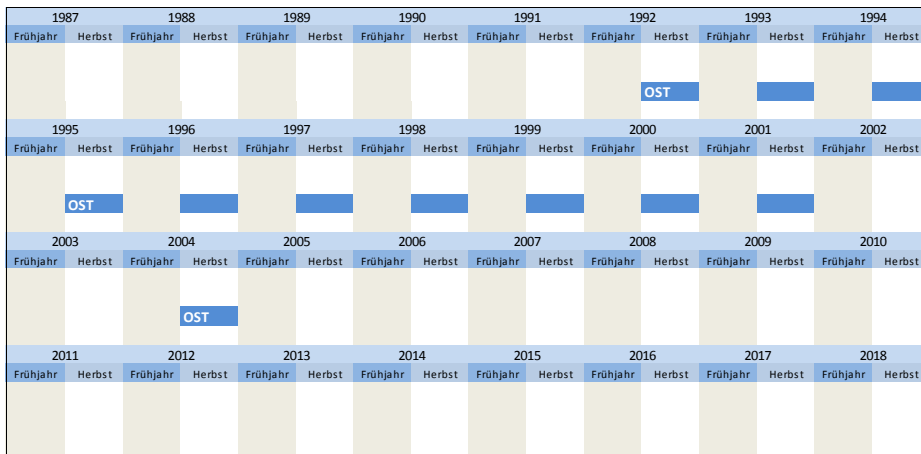 1987 1988 1989 1990 1991 1992 1993 1994
Frühjahr Herbst Frühjahr Herbst Frühjahr Herbst Frühjahr Herbst Frühjahr Herbst Frühjahr Herbst Frühjahr Herbst Frühjahr Herbst
OST
1995 1996 1997 1998 1999 2000 2001 2002
Frühjahr Herbst Frühjahr Herbst Frühjahr Herbst Frühjahr Herbst Frühjahr Herbst Frühjahr Herbst Frühjahr Herbst Frühjahr Herbst
OST
2003 2004 2005 2006 2007 2008 2009 2010
Frühjahr Herbst Frühjahr Herbst Frühjahr Herbst Frühjahr Herbst Frühjahr Herbst Frühjahr Herbst Frühjahr Herbst Frühjahr Herbst
OST
2011 2012 2013 2014 2015 2016 2017 2018
Frühjahr Herbst Frühjahr Herbst Frühjahr Herbst Frühjahr Herbst Frühjahr Herbst Frühjahr Herbst Frühjahr Herbst Frühjahr Herbst